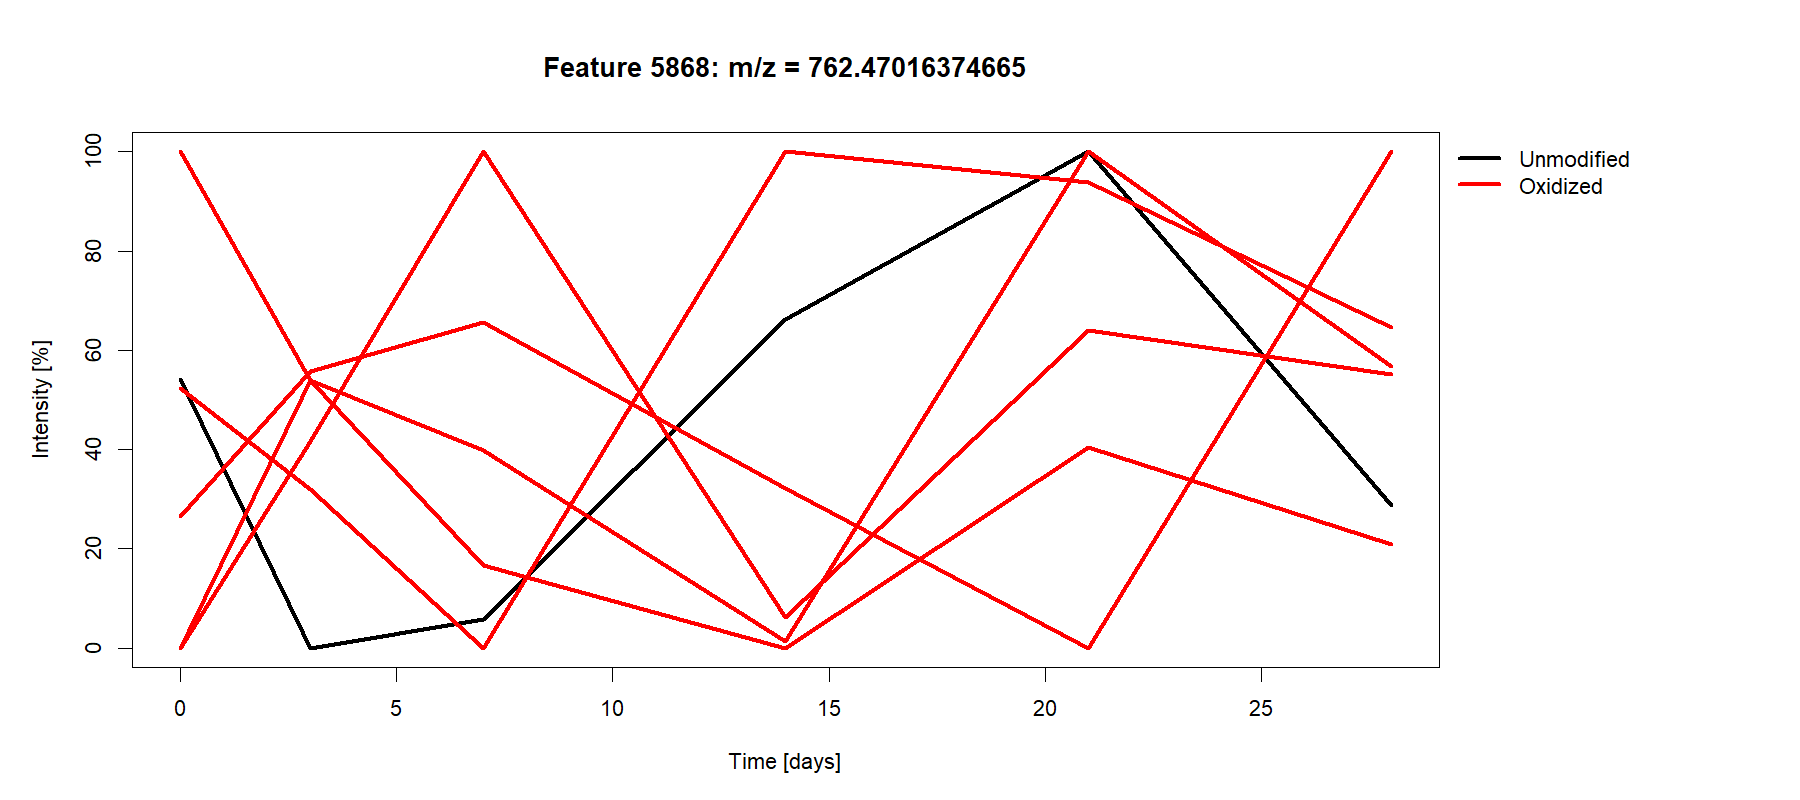 Feature 5868: m/z = 762.47016374665
Unmodified
Oxidized
Intensity [%]
100
80
60
40
20
0
0 5 10 15 20 25
Time [days]